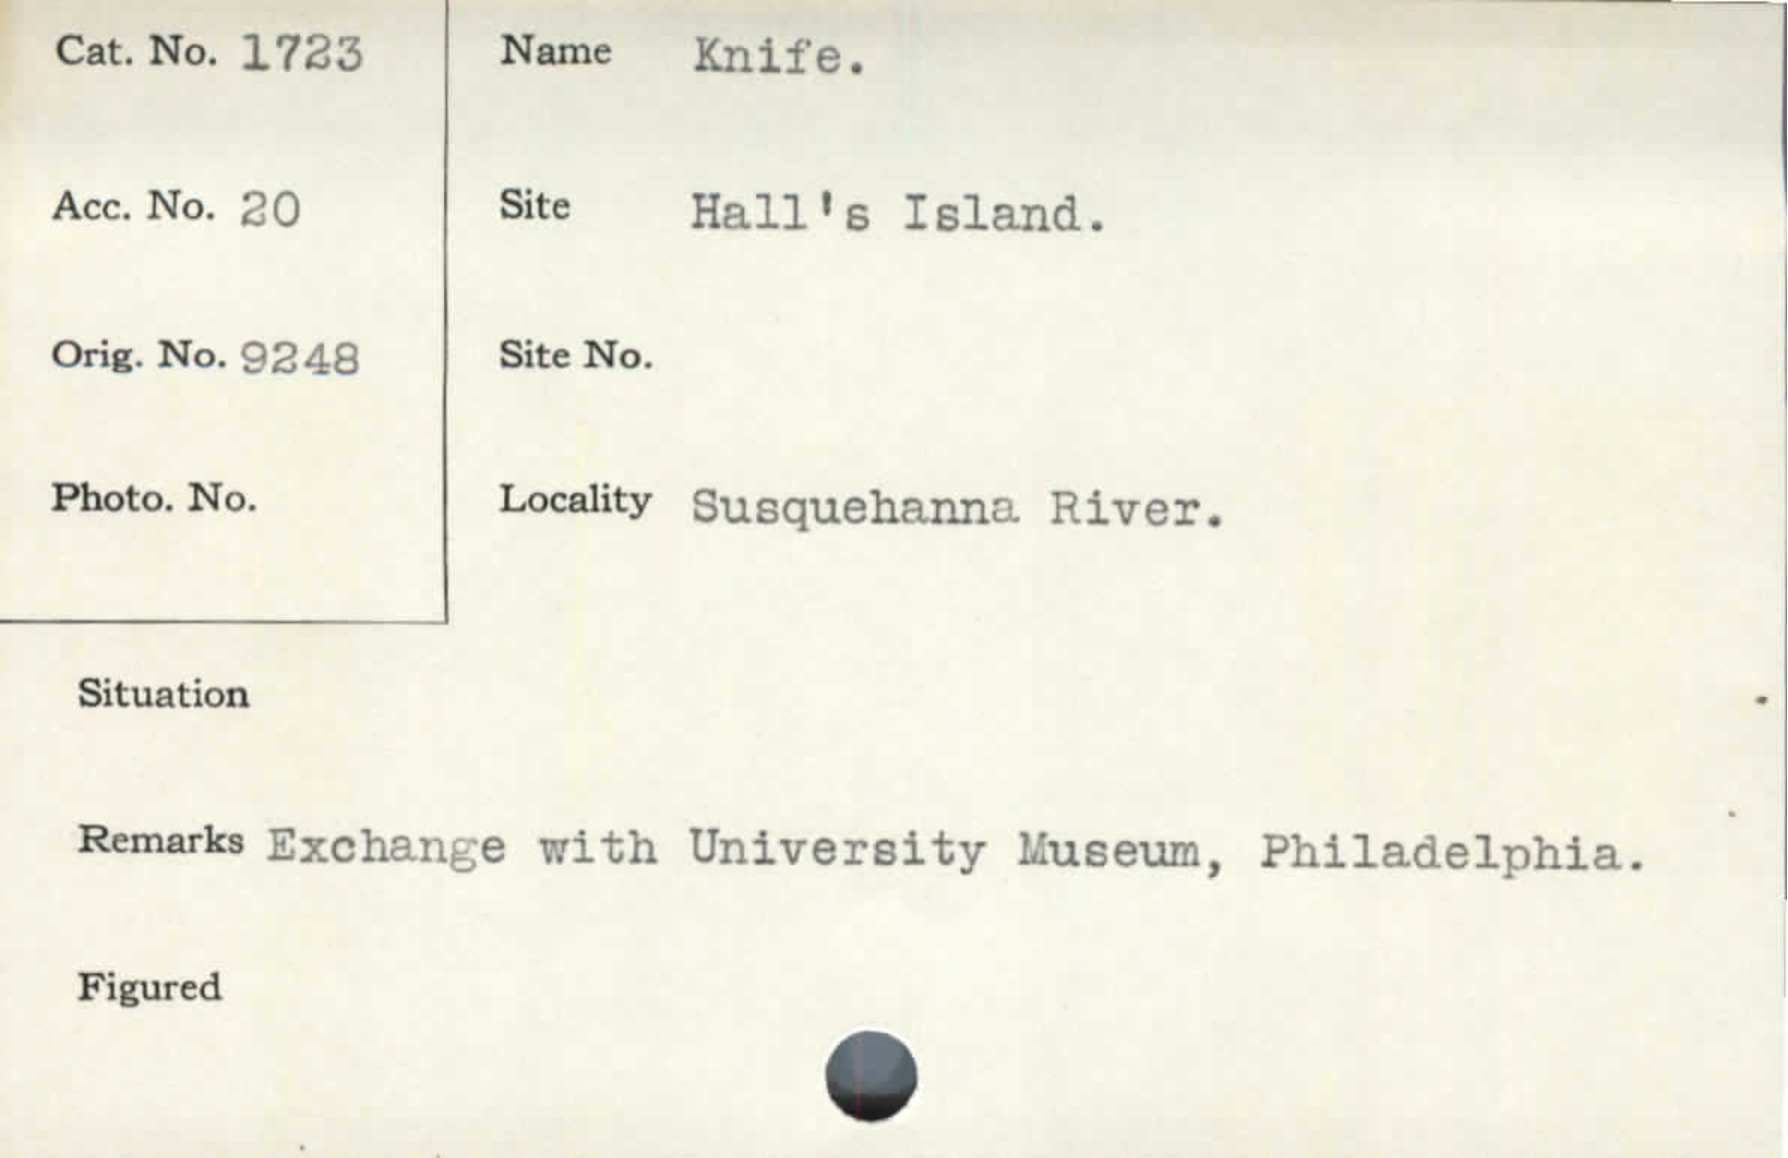 Cat. No. 1723
Name Knife.
Acc. No. 20
Site Hall's Island.
Orig. No. 9248
Site No.
Photo. No.
Locality Susquehanna River.
Situation
Remarks Exchange with University Museum, Philadelphia.
Figured